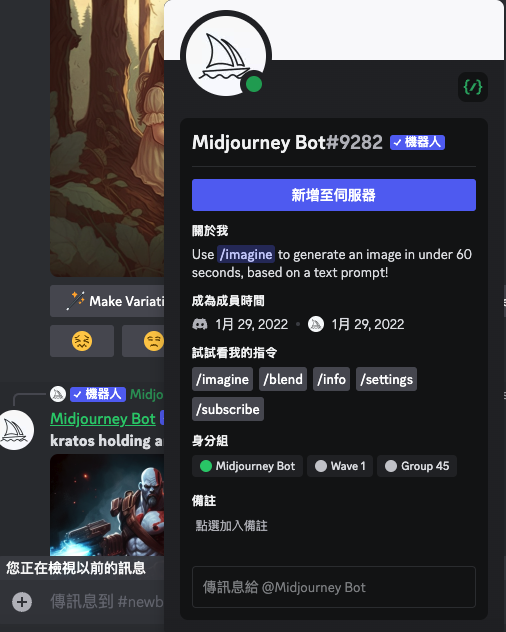 Midjourney Bot#9282 ✓ 機器人
新增至伺服器
關於我
Use /imagine to generate an image in under 60
seconds, based on a text prompt!
成為成員時間
1月 29, 2022 • 1月 29, 2022
試試看我的指令
/imagine /blend /info /settings
/subscribe
身分組
Midjourney Bot Wave 1 Group 45
備註
點選加入備註
傳訊息給 @Midjourney Bot
Make Variati
✓ 機器人 Midjo
Midjourney Bot
kratos holding a
您正在檢視以前的訊息
傳訊息到 #newb